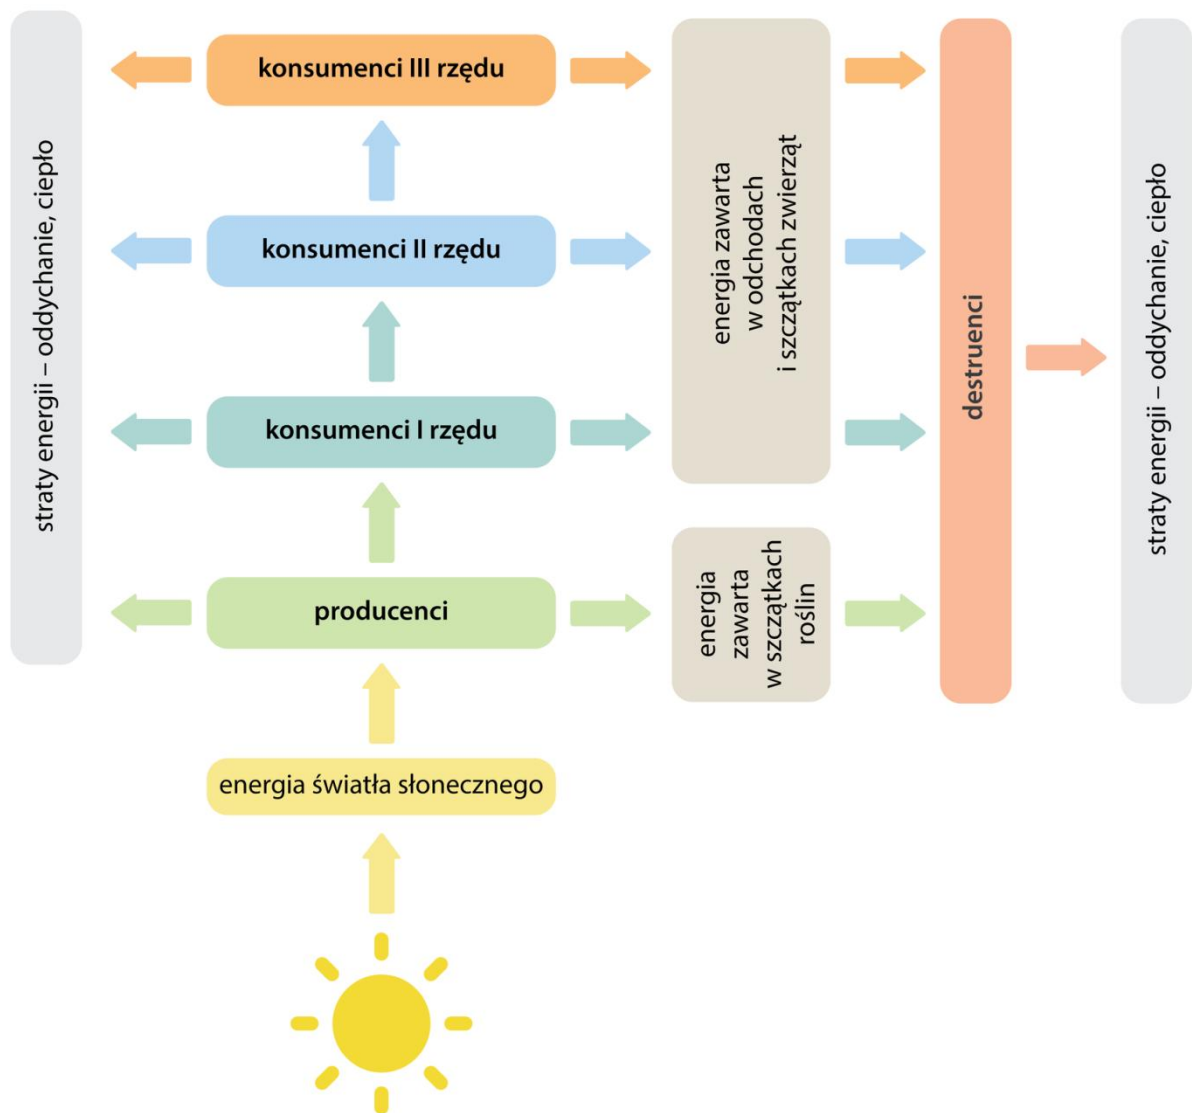 straty energii – oddychanie, ciepło
konsumenci III rzędu
konsumenci II rzędu
konsumenci I rzędu
producenci
energia światła słonecznego
energia zawarta
w odchodach
i szczątkach zwierząt
energia
zawarta
w szczątkach
roślin
destruenci
straty energii – oddychanie, ciepło